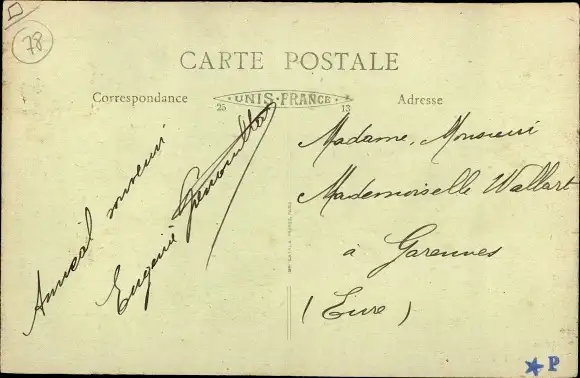 78
CARTE POSTALE
Correspondance
UNIS-FRANCE
Adresse
25
13
Amical souvenir
Eugénie
Madame, Monsieur
Mademoiselle Wallart
à Garennes
(Eure)
P